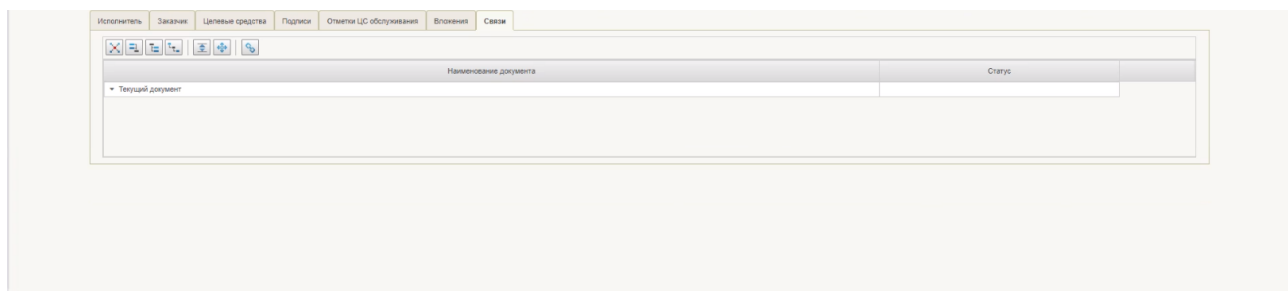 Исполнитель Заказчик Целевые средства Подписи Отметки ЦС обслуживания Вложения Связи
Наименование документа Статус
Текущий документ